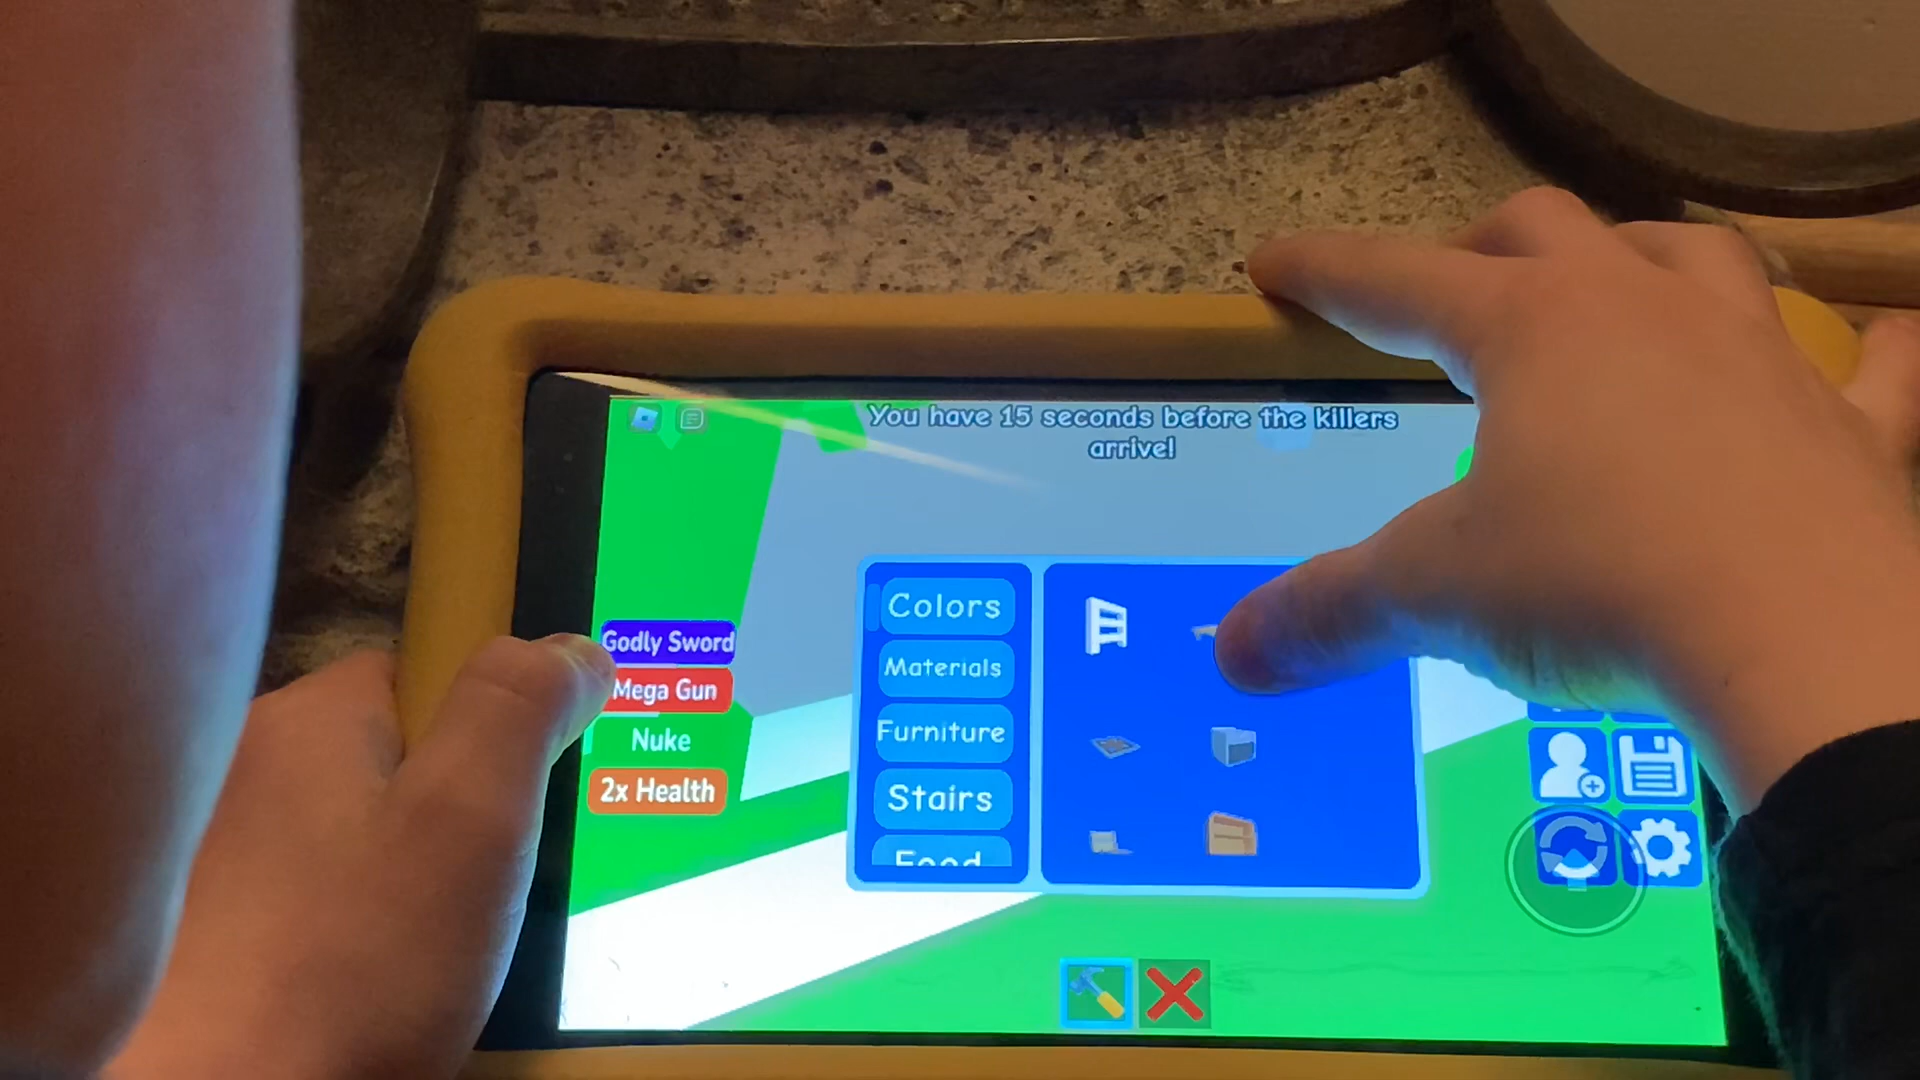 You have 15 seconds before the killers
arrive!
Godly Sword
Mega Gun
Nuke
2x Health
Colors
Materials
Furniture
Stairs
Food